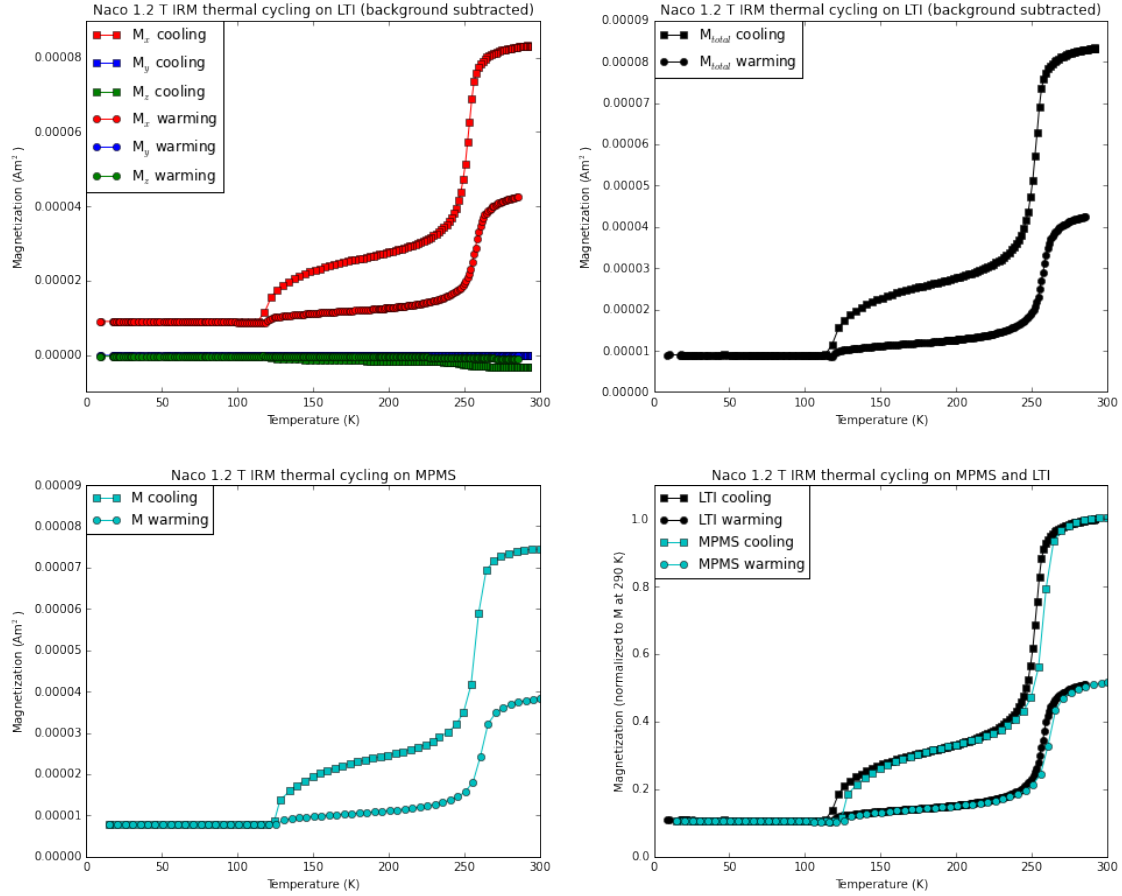 Naco 1.2 T IRM thermal cycling on LTI (background subtracted)
Magnetization (Am²)
0.00008
0.00006
0.00004
0.00002
0.00000
Mₓ cooling
M_y cooling
M_z cooling
Mₓ warming
M_y warming
M_z warming
0 50 100 150 200 250 300
Temperature (K)
Naco 1.2 T IRM thermal cycling on LTI (background subtracted)
Magnetization (Am²)
0.00009
0.00008
0.00007
0.00006
0.00005
0.00004
0.00003
0.00002
0.00001
0.00000
M_total cooling
M_total warming
0 50 100 150 200 250 300
Temperature (K)
Naco 1.2 T IRM thermal cycling on MPMS
Magnetization (Am²)
0.00009
0.00008
0.00007
0.00006
0.00005
0.00004
0.00003
0.00002
0.00001
0.00000
M cooling
M warming
0 50 100 150 200 250 300
Temperature (K)
Naco 1.2 T IRM thermal cycling on MPMS and LTI
Magnetization (normalized to M at 290 K)
1.0
0.8
0.6
0.4
0.2
0.0
LTI cooling
LTI warming
MPMS cooling
MPMS warming
0 50 100 150 200 250 300
Temperature (K)